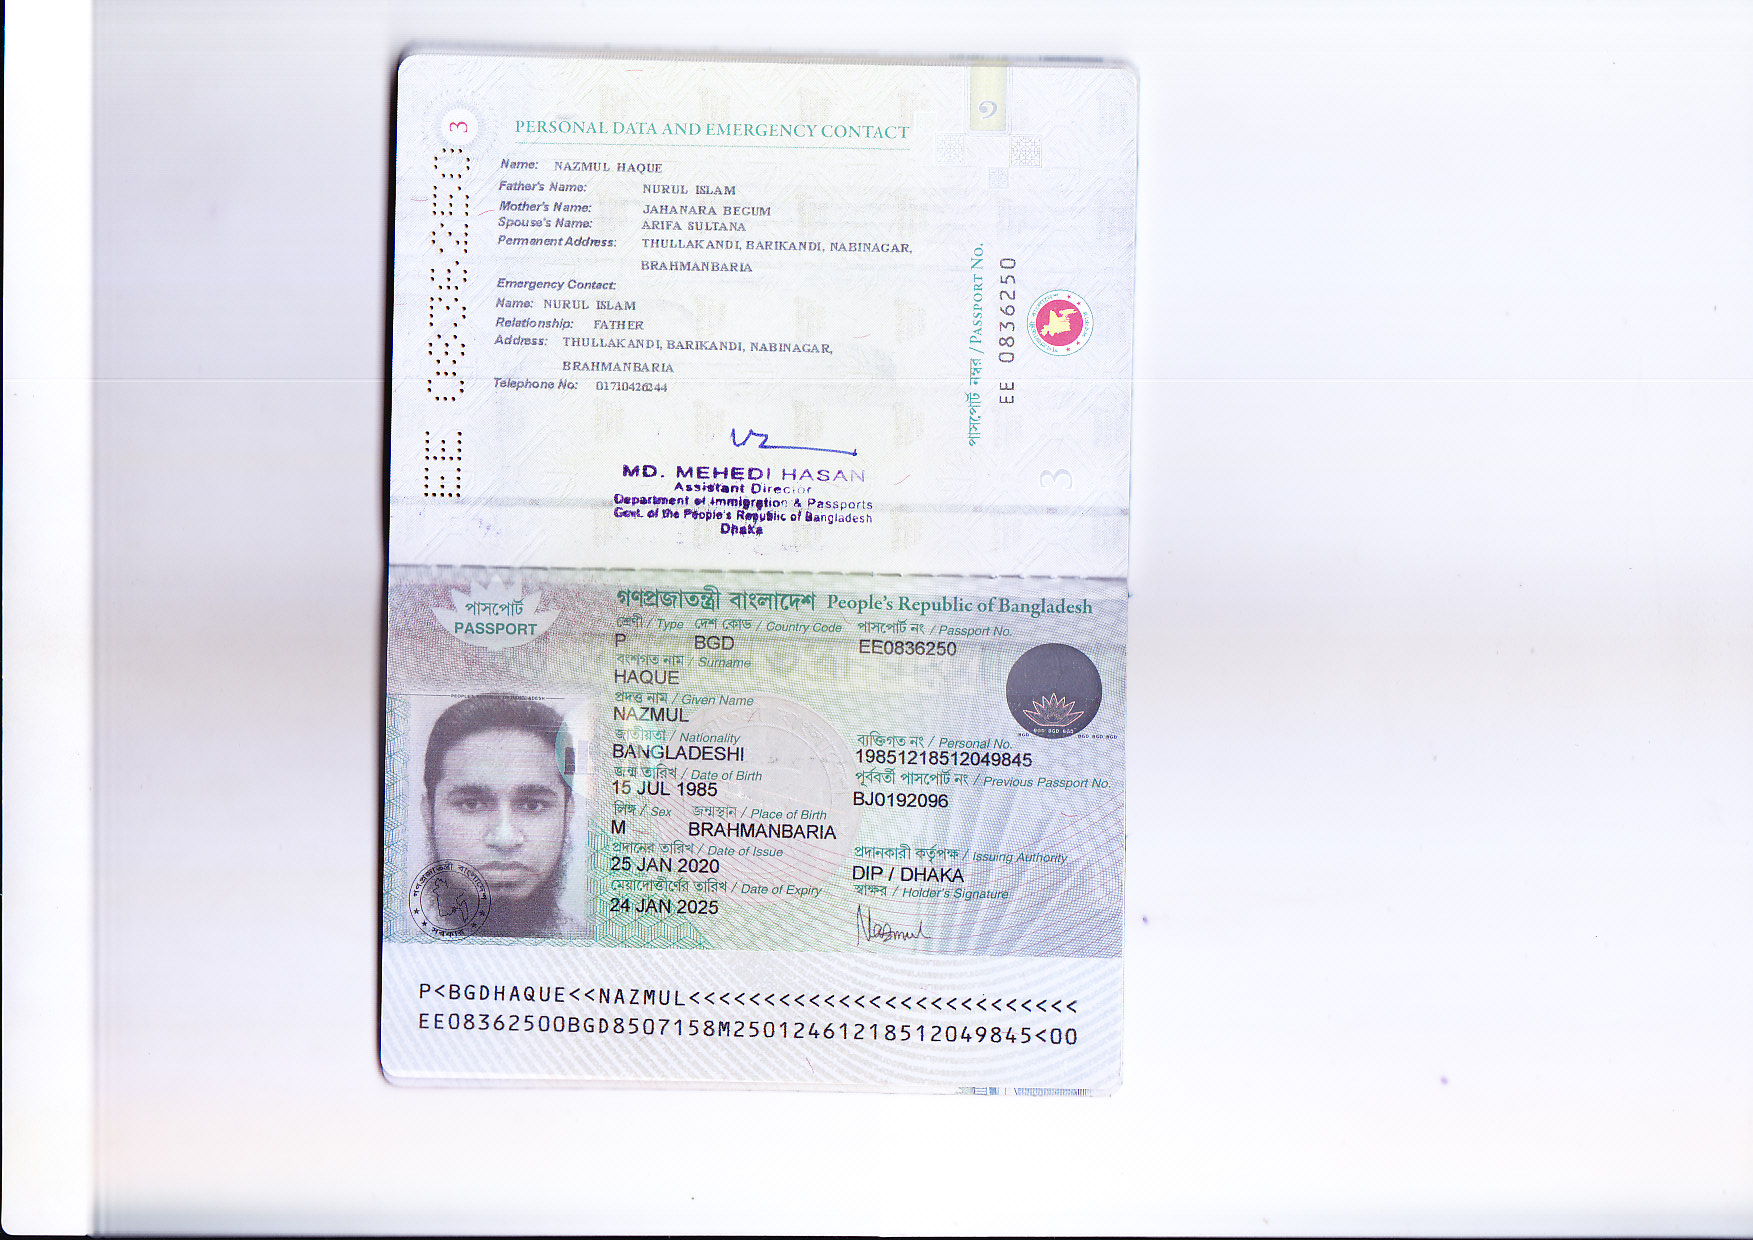 3
PERSONAL DATA AND EMERGENCY CONTACT
Name: NAZMUL HAQUE
Father's Name: NURUL ISLAM
Mother's Name: JAHANARA BEGUM
Spouse's Name: ARIFA SULTANA
Permanent Address: THULLAKANDI, BARIKANDI, NABINAGAR,
BRAHMANBARIA
Emergency Contact:
Name: NURUL ISLAM
Relationship: FATHER
Address: THULLAKANDI, BARIKANDI, NABINAGAR,
BRAHMANBARIA
Telephone No: 01710426244
EE 0836250
পাসপোর্ট নম্বর / PASSPORT No.
EE 0836250
3
MD. MEHEDI HASAN
Assistant Director
Department of Immigration & Passports
Govt. of the People's Republic of Bangladesh
Dhaka
পাসপোর্ট
PASSPORT
গণপ্রজাতন্ত্রী বাংলাদেশ People's Republic of Bangladesh
শ্রেণী / Type দেশ কোড / Country Code পাসপোর্ট নং / Passport No.
P BGD EE0836250
বংশগত নাম / Surname
HAQUE
প্রদত্ত নাম / Given Name
NAZMUL
জাতীয়তা / Nationality ব্যক্তিগত নং / Personal No.
BANGLADESHI 19851218512049845
জন্ম তারিখ / Date of Birth পূর্ববর্তী পাসপোর্ট নং / Previous Passport No.
15 JUL 1985 BJ0192096
লিঙ্গ / Sex জন্মস্থান / Place of Birth
M BRAHMANBARIA
প্রদানের তারিখ / Date of Issue প্রদানকারী কর্তৃপক্ষ / Issuing Authority
25 JAN 2020 DIP / DHAKA
মেয়াদোত্তীর্ণের তারিখ / Date of Expiry স্বাক্ষর / Holder's Signature
24 JAN 2025 Nazmul
P<BGDHAQUE<<NAZMUL<<<<<<<<<<<<<<<<<<<<<<<<<<
EE08362500BGD8507158M25012461218512049845<00